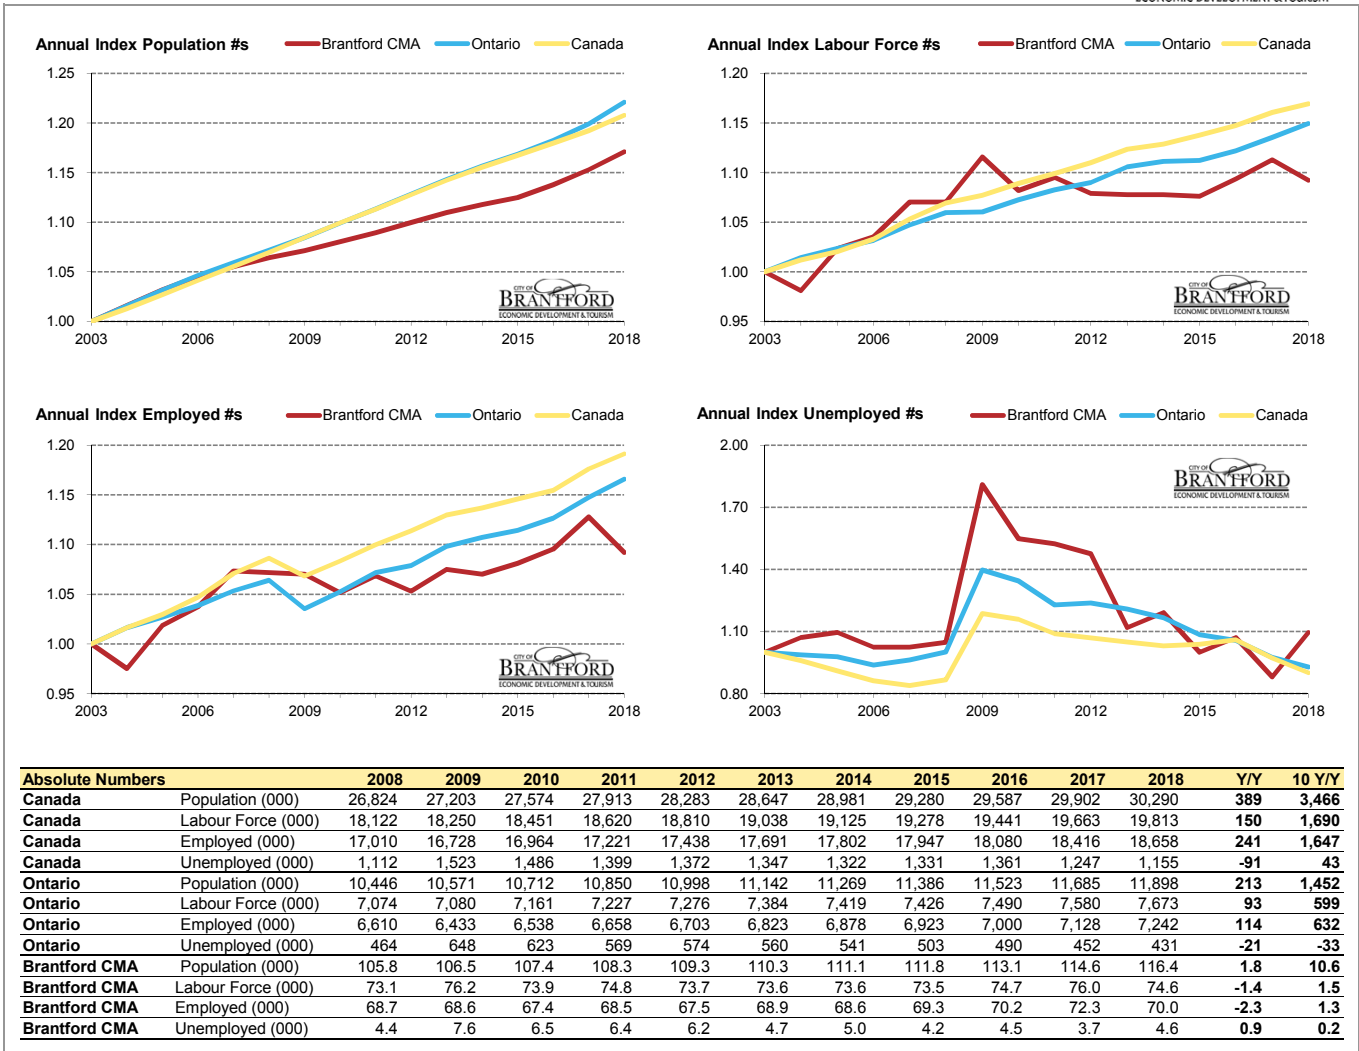 ECONOMIC DEVELOPMENT & TOURISM
Annual Index Population #s Brantford CMA Ontario Canada
1.25
1.20
1.15
1.10
1.05
1.00
2003 2006 2009 2012 2015 2018
CITY OF
BRANTFORD
ECONOMIC DEVELOPMENT & TOURISM
Annual Index Labour Force #s Brantford CMA Ontario Canada
1.20
1.15
1.10
1.05
1.00
0.95
2003 2006 2009 2012 2015 2018
CITY OF
BRANTFORD
ECONOMIC DEVELOPMENT & TOURISM
Annual Index Employed #s Brantford CMA Ontario Canada
1.20
1.15
1.10
1.05
1.00
0.95
2003 2006 2009 2012 2015 2018
CITY OF
BRANTFORD
ECONOMIC DEVELOPMENT & TOURISM
Annual Index Unemployed #s Brantford CMA Ontario Canada
2.00
1.70
1.40
1.10
0.80
2003 2006 2009 2012 2015 2018
CITY OF
BRANTFORD
ECONOMIC DEVELOPMENT & TOURISM
Absolute Numbers 2008 2009 2010 2011 2012 2013 2014 2015 2016 2017 2018 Y/Y 10 Y/Y
Canada Population (000) 26,824 27,203 27,574 27,913 28,283 28,647 28,981 29,280 29,587 29,902 30,290 389 3,466
Canada Labour Force (000) 18,122 18,250 18,451 18,620 18,810 19,038 19,125 19,278 19,441 19,663 19,813 150 1,690
Canada Employed (000) 17,010 16,728 16,964 17,221 17,438 17,691 17,802 17,947 18,080 18,416 18,658 241 1,647
Canada Unemployed (000) 1,112 1,523 1,486 1,399 1,372 1,347 1,322 1,331 1,361 1,247 1,155 -91 43
Ontario Population (000) 10,446 10,571 10,712 10,850 10,998 11,142 11,269 11,386 11,523 11,685 11,898 213 1,452
Ontario Labour Force (000) 7,074 7,080 7,161 7,227 7,276 7,384 7,419 7,426 7,490 7,580 7,673 93 599
Ontario Employed (000) 6,610 6,433 6,538 6,658 6,703 6,823 6,878 6,923 7,000 7,128 7,242 114 632
Ontario Unemployed (000) 464 648 623 569 574 560 541 503 490 452 431 -21 -33
Brantford CMA Population (000) 105.8 106.5 107.4 108.3 109.3 110.3 111.1 111.8 113.1 114.6 116.4 1.8 10.6
Brantford CMA Labour Force (000) 73.1 76.2 73.9 74.8 73.7 73.6 73.6 73.5 74.7 76.0 74.6 -1.4 1.5
Brantford CMA Employed (000) 68.7 68.6 67.4 68.5 67.5 68.9 68.6 69.3 70.2 72.3 70.0 -2.3 1.3
Brantford CMA Unemployed (000) 4.4 7.6 6.5 6.4 6.2 4.7 5.0 4.2 4.5 3.7 4.6 0.9 0.2